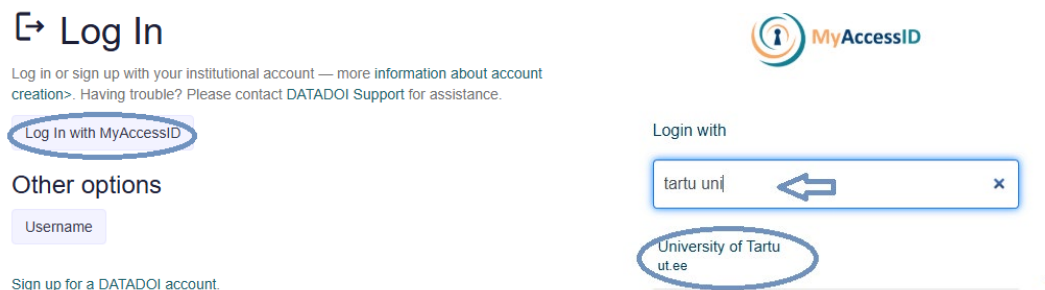 Log In
Log in or sign up with your institutional account — more information about account
creation>. Having trouble? Please contact DATADOI Support for assistance.
Log In with MyAccessID
Other options
Username
Sign up for a DATADOI account.
MyAccessID
Login with
tartu uni
University of Tartu
ut.ee